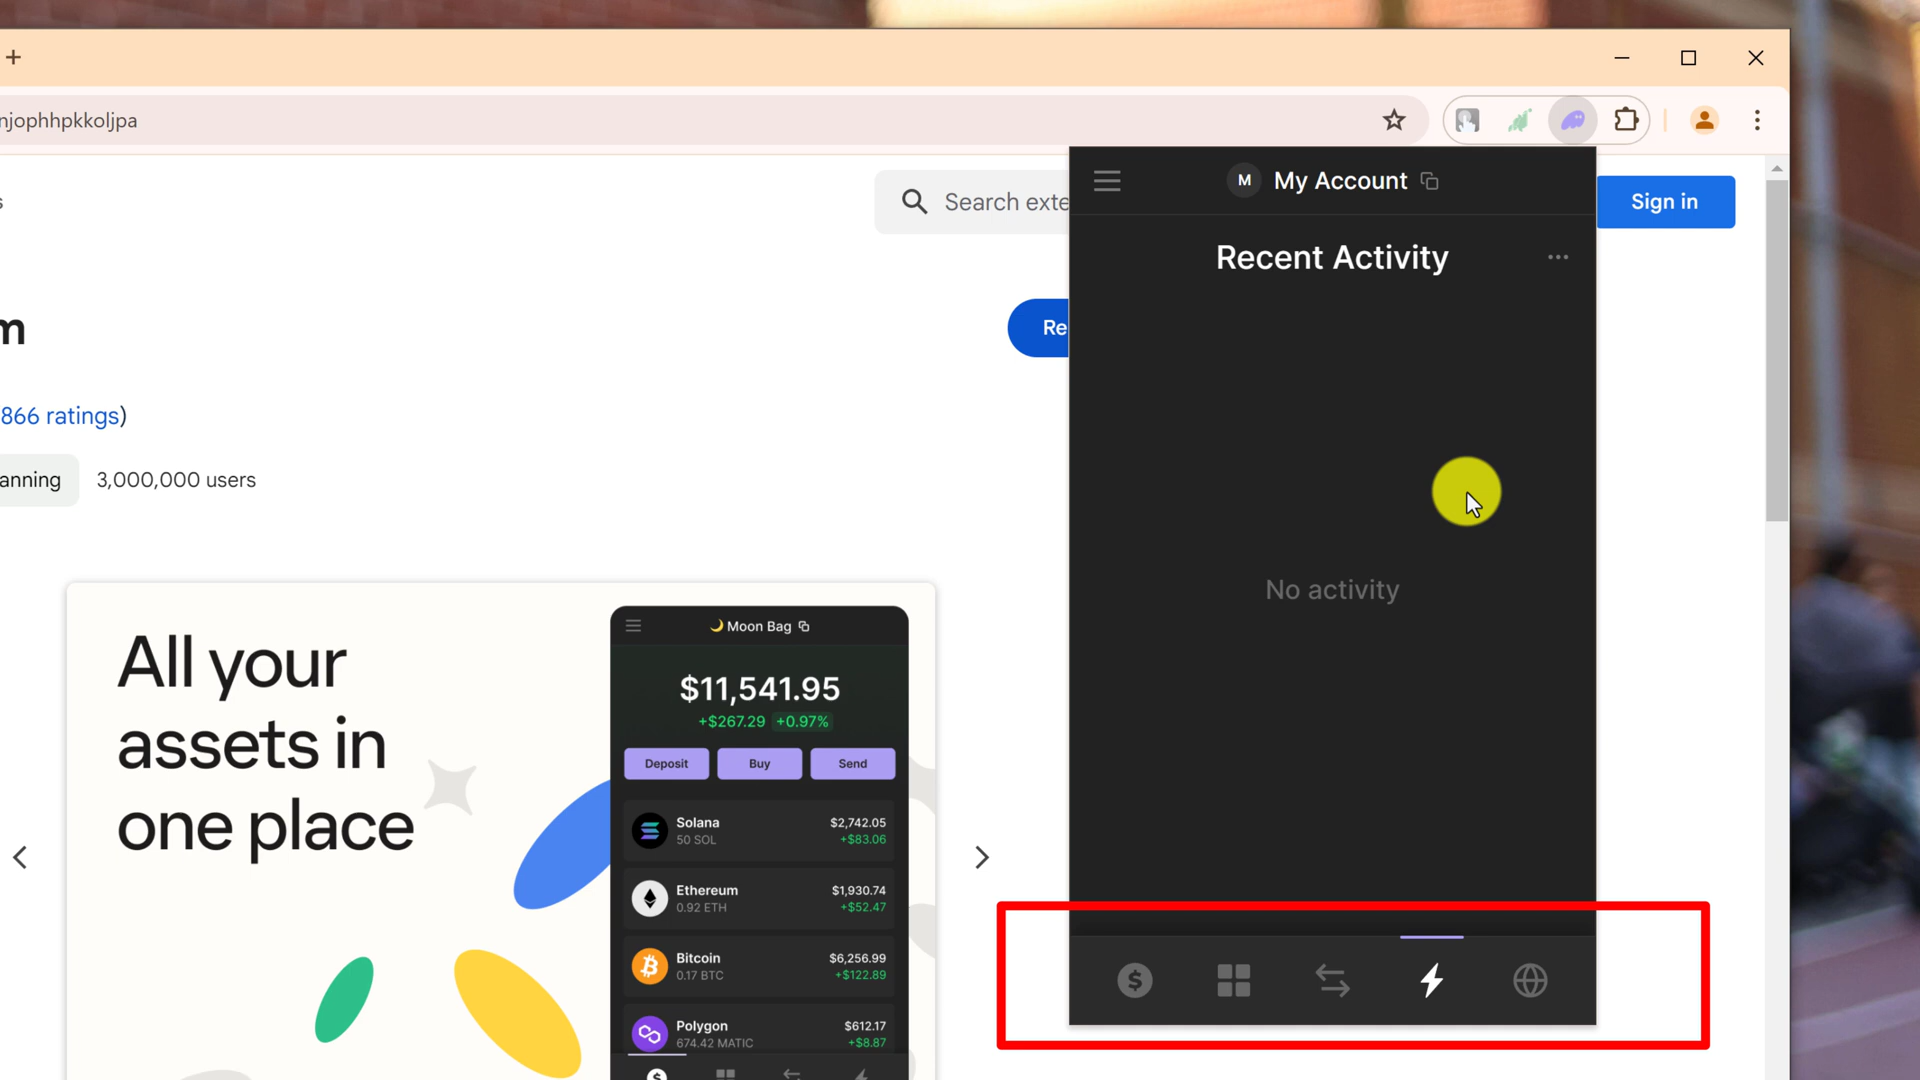 njophhpkkoljpa
s
Search exte
M My Account
Sign in
Recent Activity
m
Re
866 ratings)
anning
3,000,000 users
No activity
All your
assets in
one place
🌙 Moon Bag
$11,541.95
+$267.29 +0.97%
Deposit
Buy
Send
Solana
50 SOL
$2,742.05
+$83.06
Ethereum
0.92 ETH
$1,930.74
+$52.47
Bitcoin
0.17 BTC
$6,256.99
+$122.89
Polygon
674.42 MATIC
$612.17
+$8.87